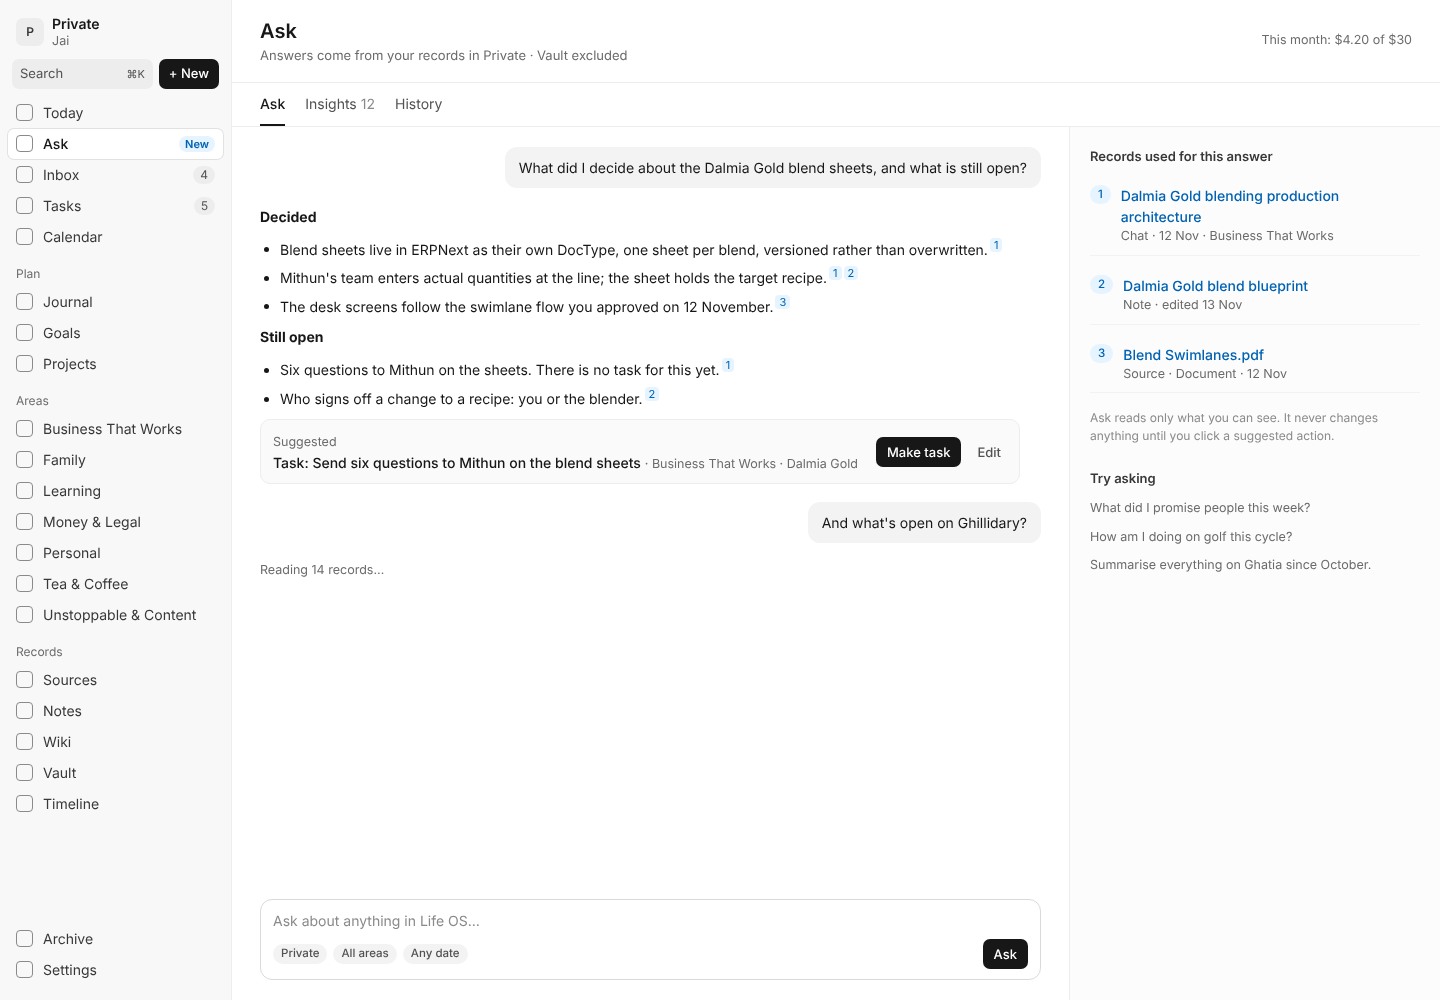 P
Private
Jai
Search ⌘K
+ New
Today
Ask New
Inbox 4
Tasks 5
Calendar
Plan
Journal
Goals
Projects
Areas
Business That Works
Family
Learning
Money & Legal
Personal
Tea & Coffee
Unstoppable & Content
Records
Sources
Notes
Wiki
Vault
Timeline
Archive
Settings
Ask
Answers come from your records in Private · Vault excluded
This month: $4.20 of $30
Ask Insights 12 History
What did I decide about the Dalmia Gold blend sheets, and what is still open?
Decided
• Blend sheets live in ERPNext as their own DocType, one sheet per blend, versioned rather than overwritten. 1
• Mithun's team enters actual quantities at the line; the sheet holds the target recipe. 1 2
• The desk screens follow the swimlane flow you approved on 12 November. 3
Still open
• Six questions to Mithun on the sheets. There is no task for this yet. 1
• Who signs off a change to a recipe: you or the blender. 2
Suggested
Task: Send six questions to Mithun on the blend sheets · Business That Works · Dalmia Gold
Make task Edit
And what's open on Ghillidary?
Reading 14 records...
Ask about anything in Life OS...
Private All areas Any date
Ask
Records used for this answer
1 Dalmia Gold blending production
architecture
Chat · 12 Nov · Business That Works
2 Dalmia Gold blend blueprint
Note · edited 13 Nov
3 Blend Swimlanes.pdf
Source · Document · 12 Nov
Ask reads only what you can see. It never changes
anything until you click a suggested action.
Try asking
What did I promise people this week?
How am I doing on golf this cycle?
Summarise everything on Ghatia since October.